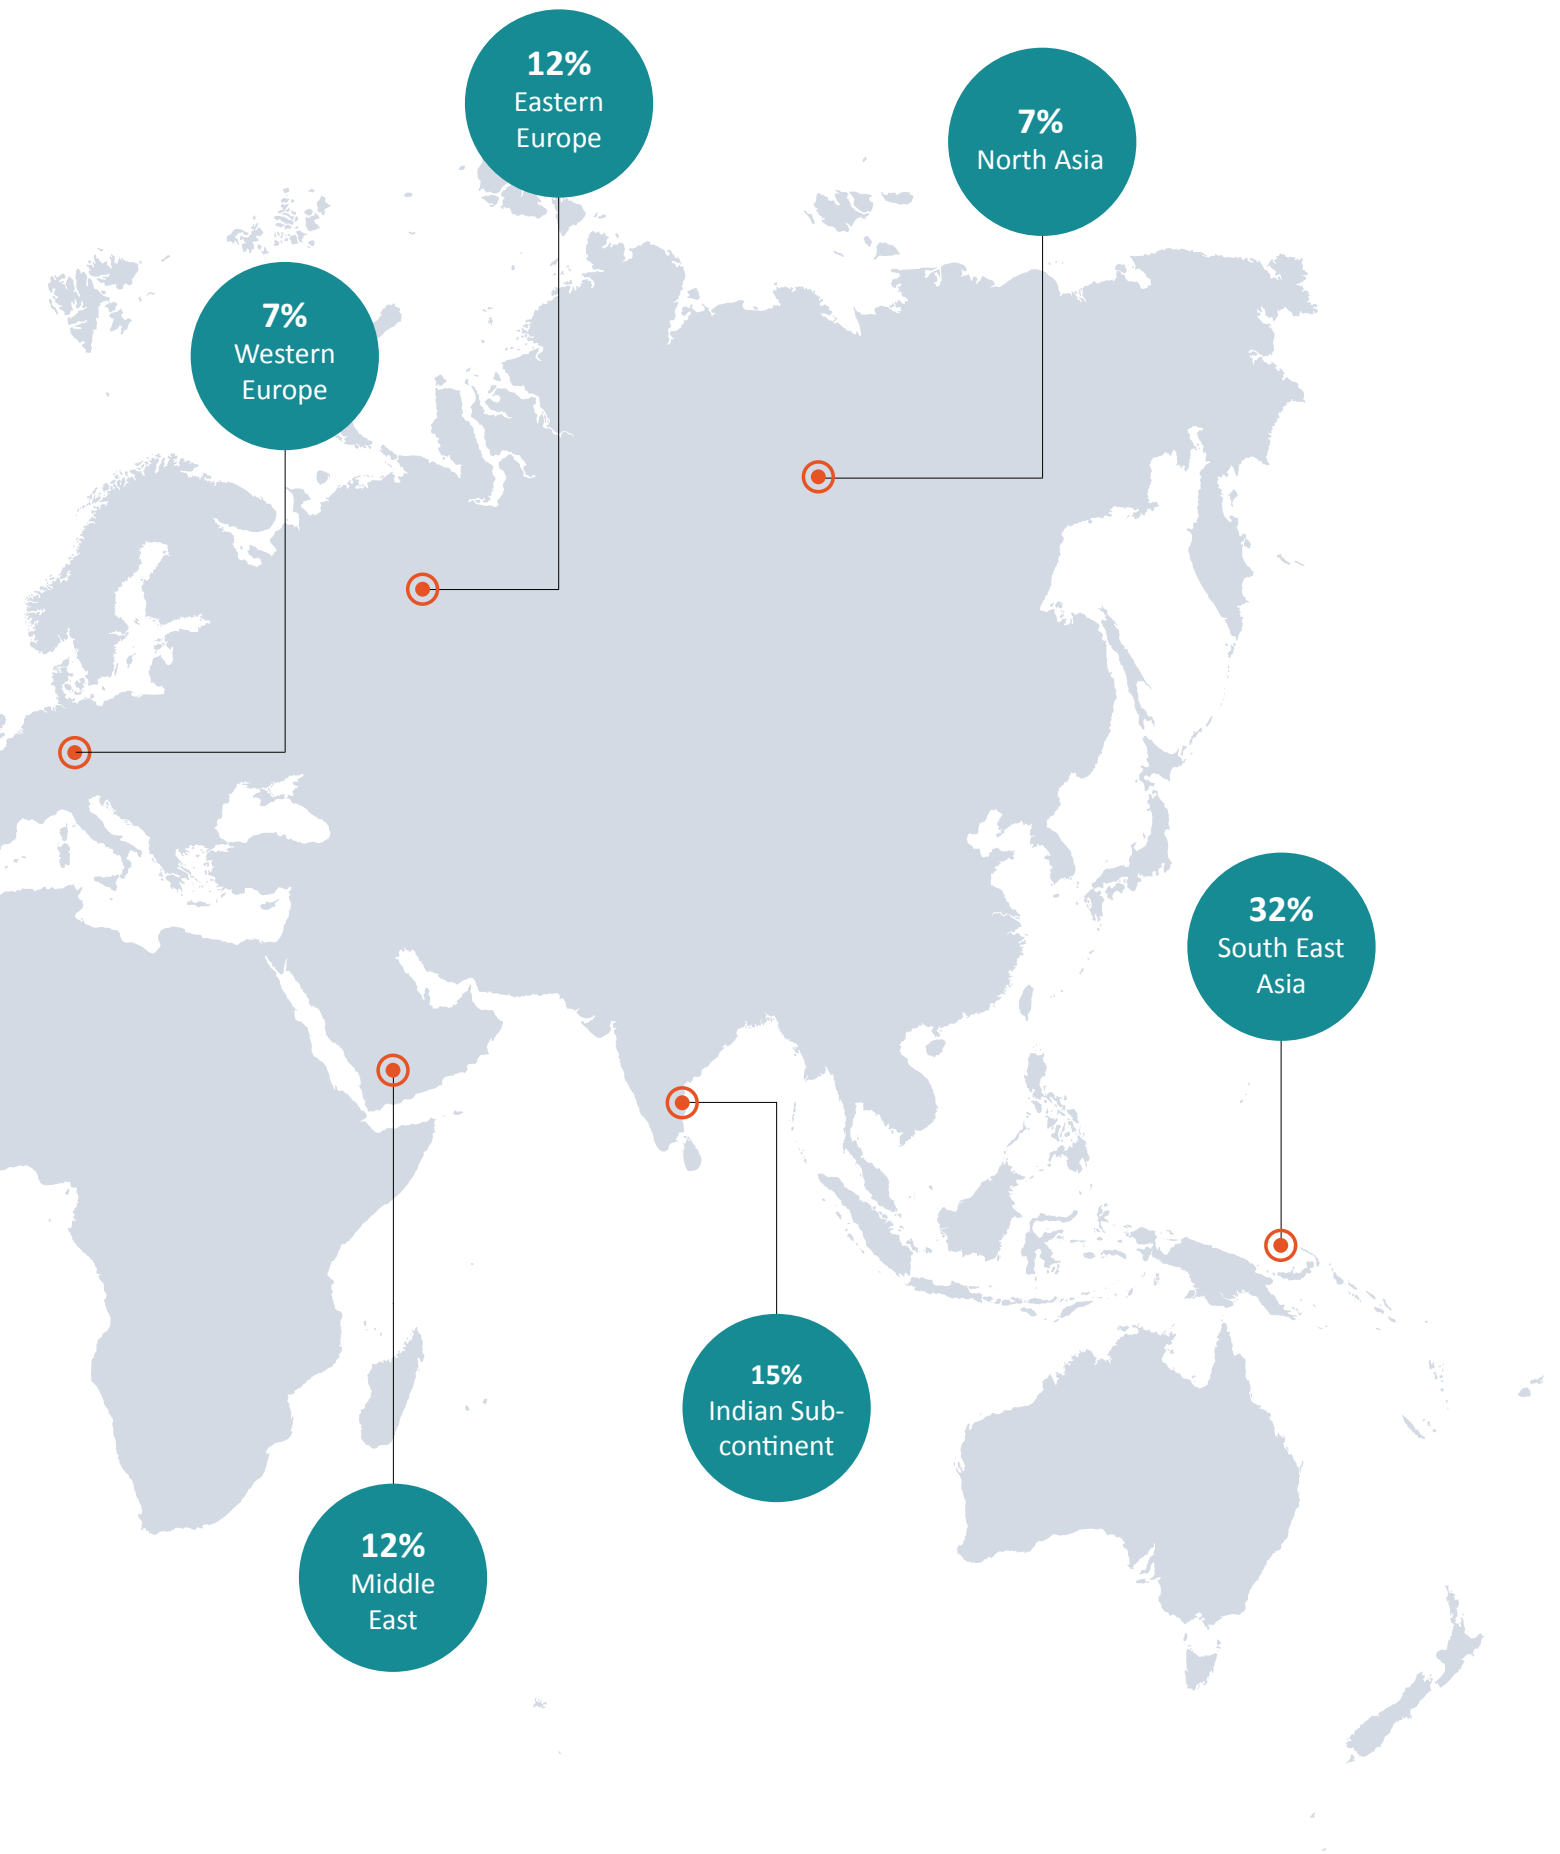 12%
Eastern
Europe
7%
North Asia
7%
Western
Europe
32%
South East
Asia
15%
Indian Sub-
continent
12%
Middle
East